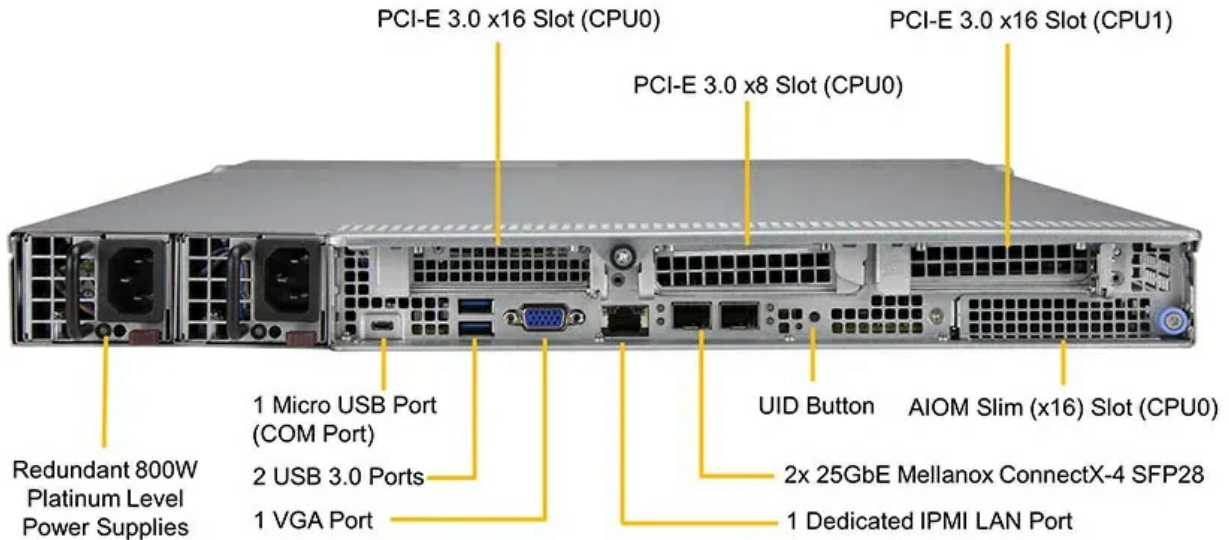 PCI-E 3.0 x16 Slot (CPU0)
PCI-E 3.0 x16 Slot (CPU1)
PCI-E 3.0 x8 Slot (CPU0)
1 Micro USB Port
(COM Port)
UID Button
AIOM Slim (x16) Slot (CPU0)
Redundant 800W
Platinum Level
Power Supplies
2 USB 3.0 Ports
2x 25GbE Mellanox ConnectX-4 SFP28
1 VGA Port
1 Dedicated IPMI LAN Port